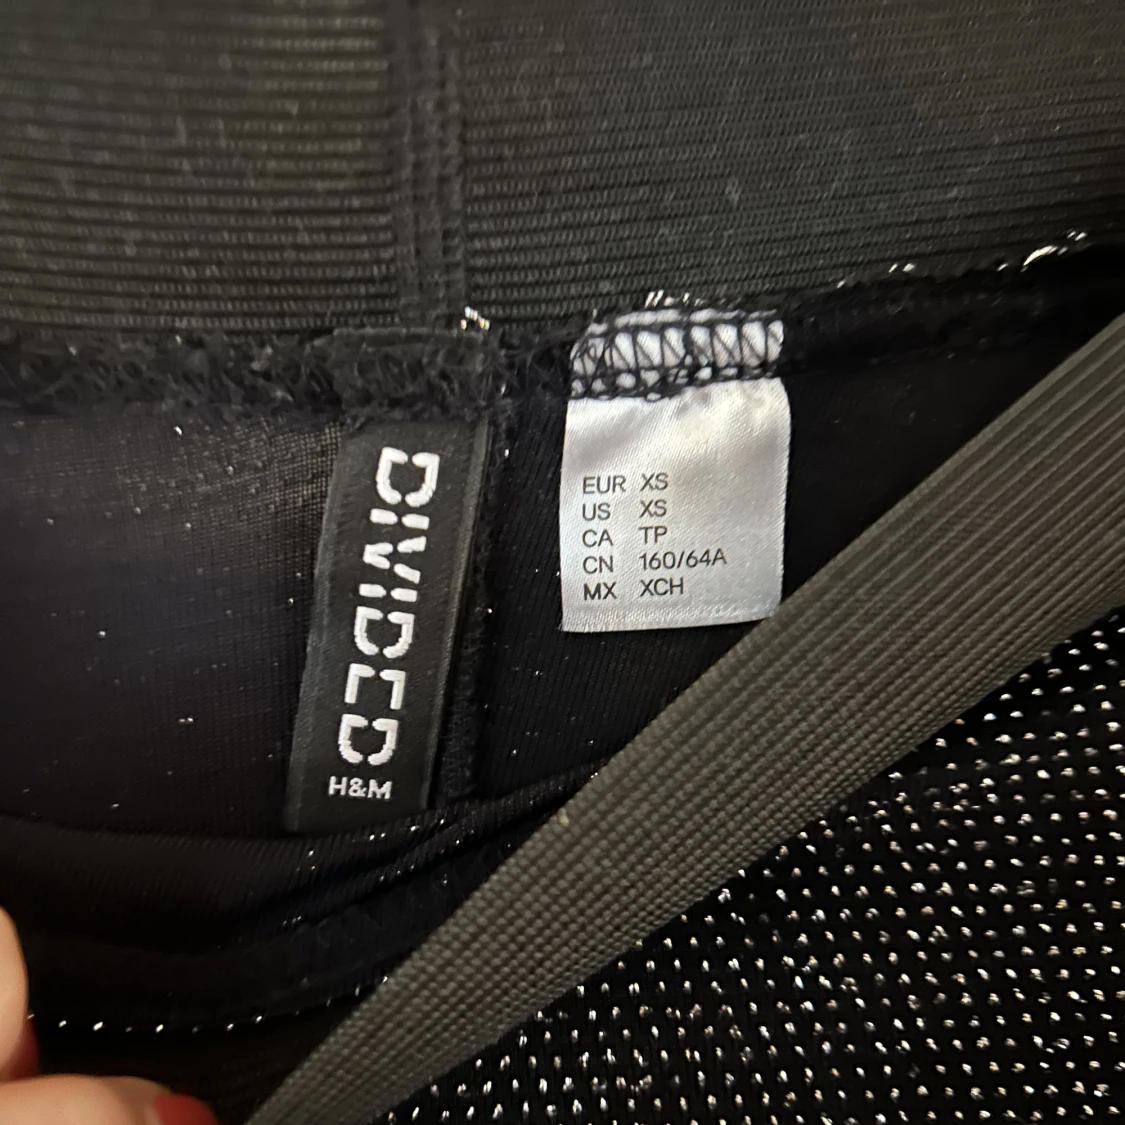 DIVIDED
H&M
EUR XS
US XS
CA TP
CN 160/64A
MX XCH